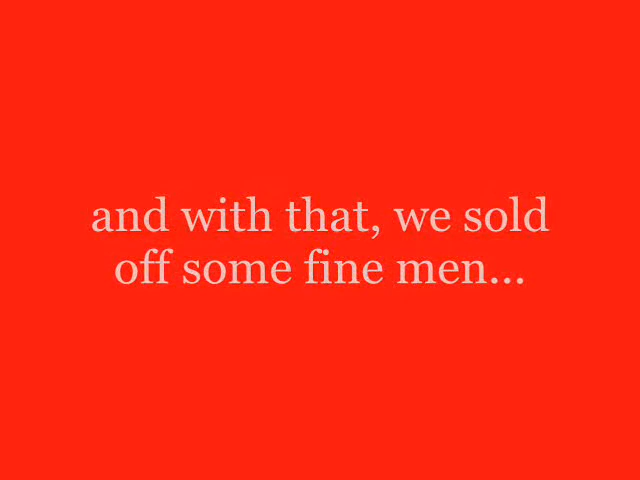 and with that, we sold
off some fine men...